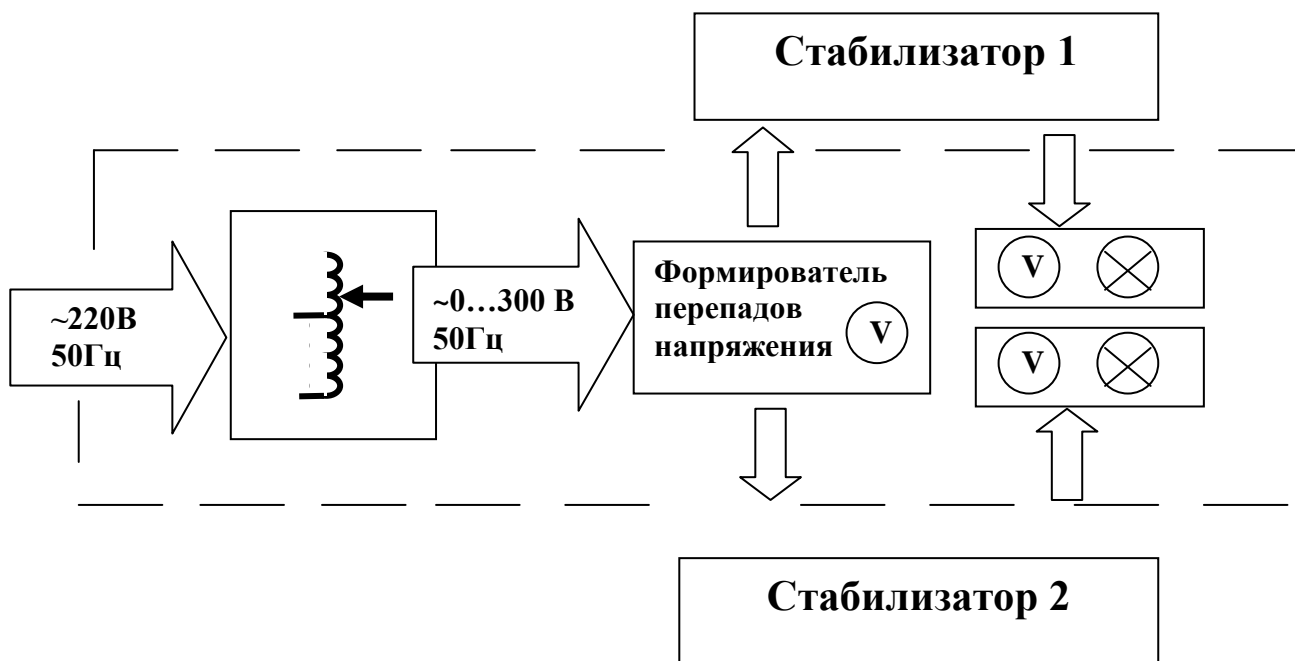 Стабилизатор 1
~220В
50Гц
~0…300 В
50Гц
Формирователь
перепадов
напряжения
V
V
V
Стабилизатор 2